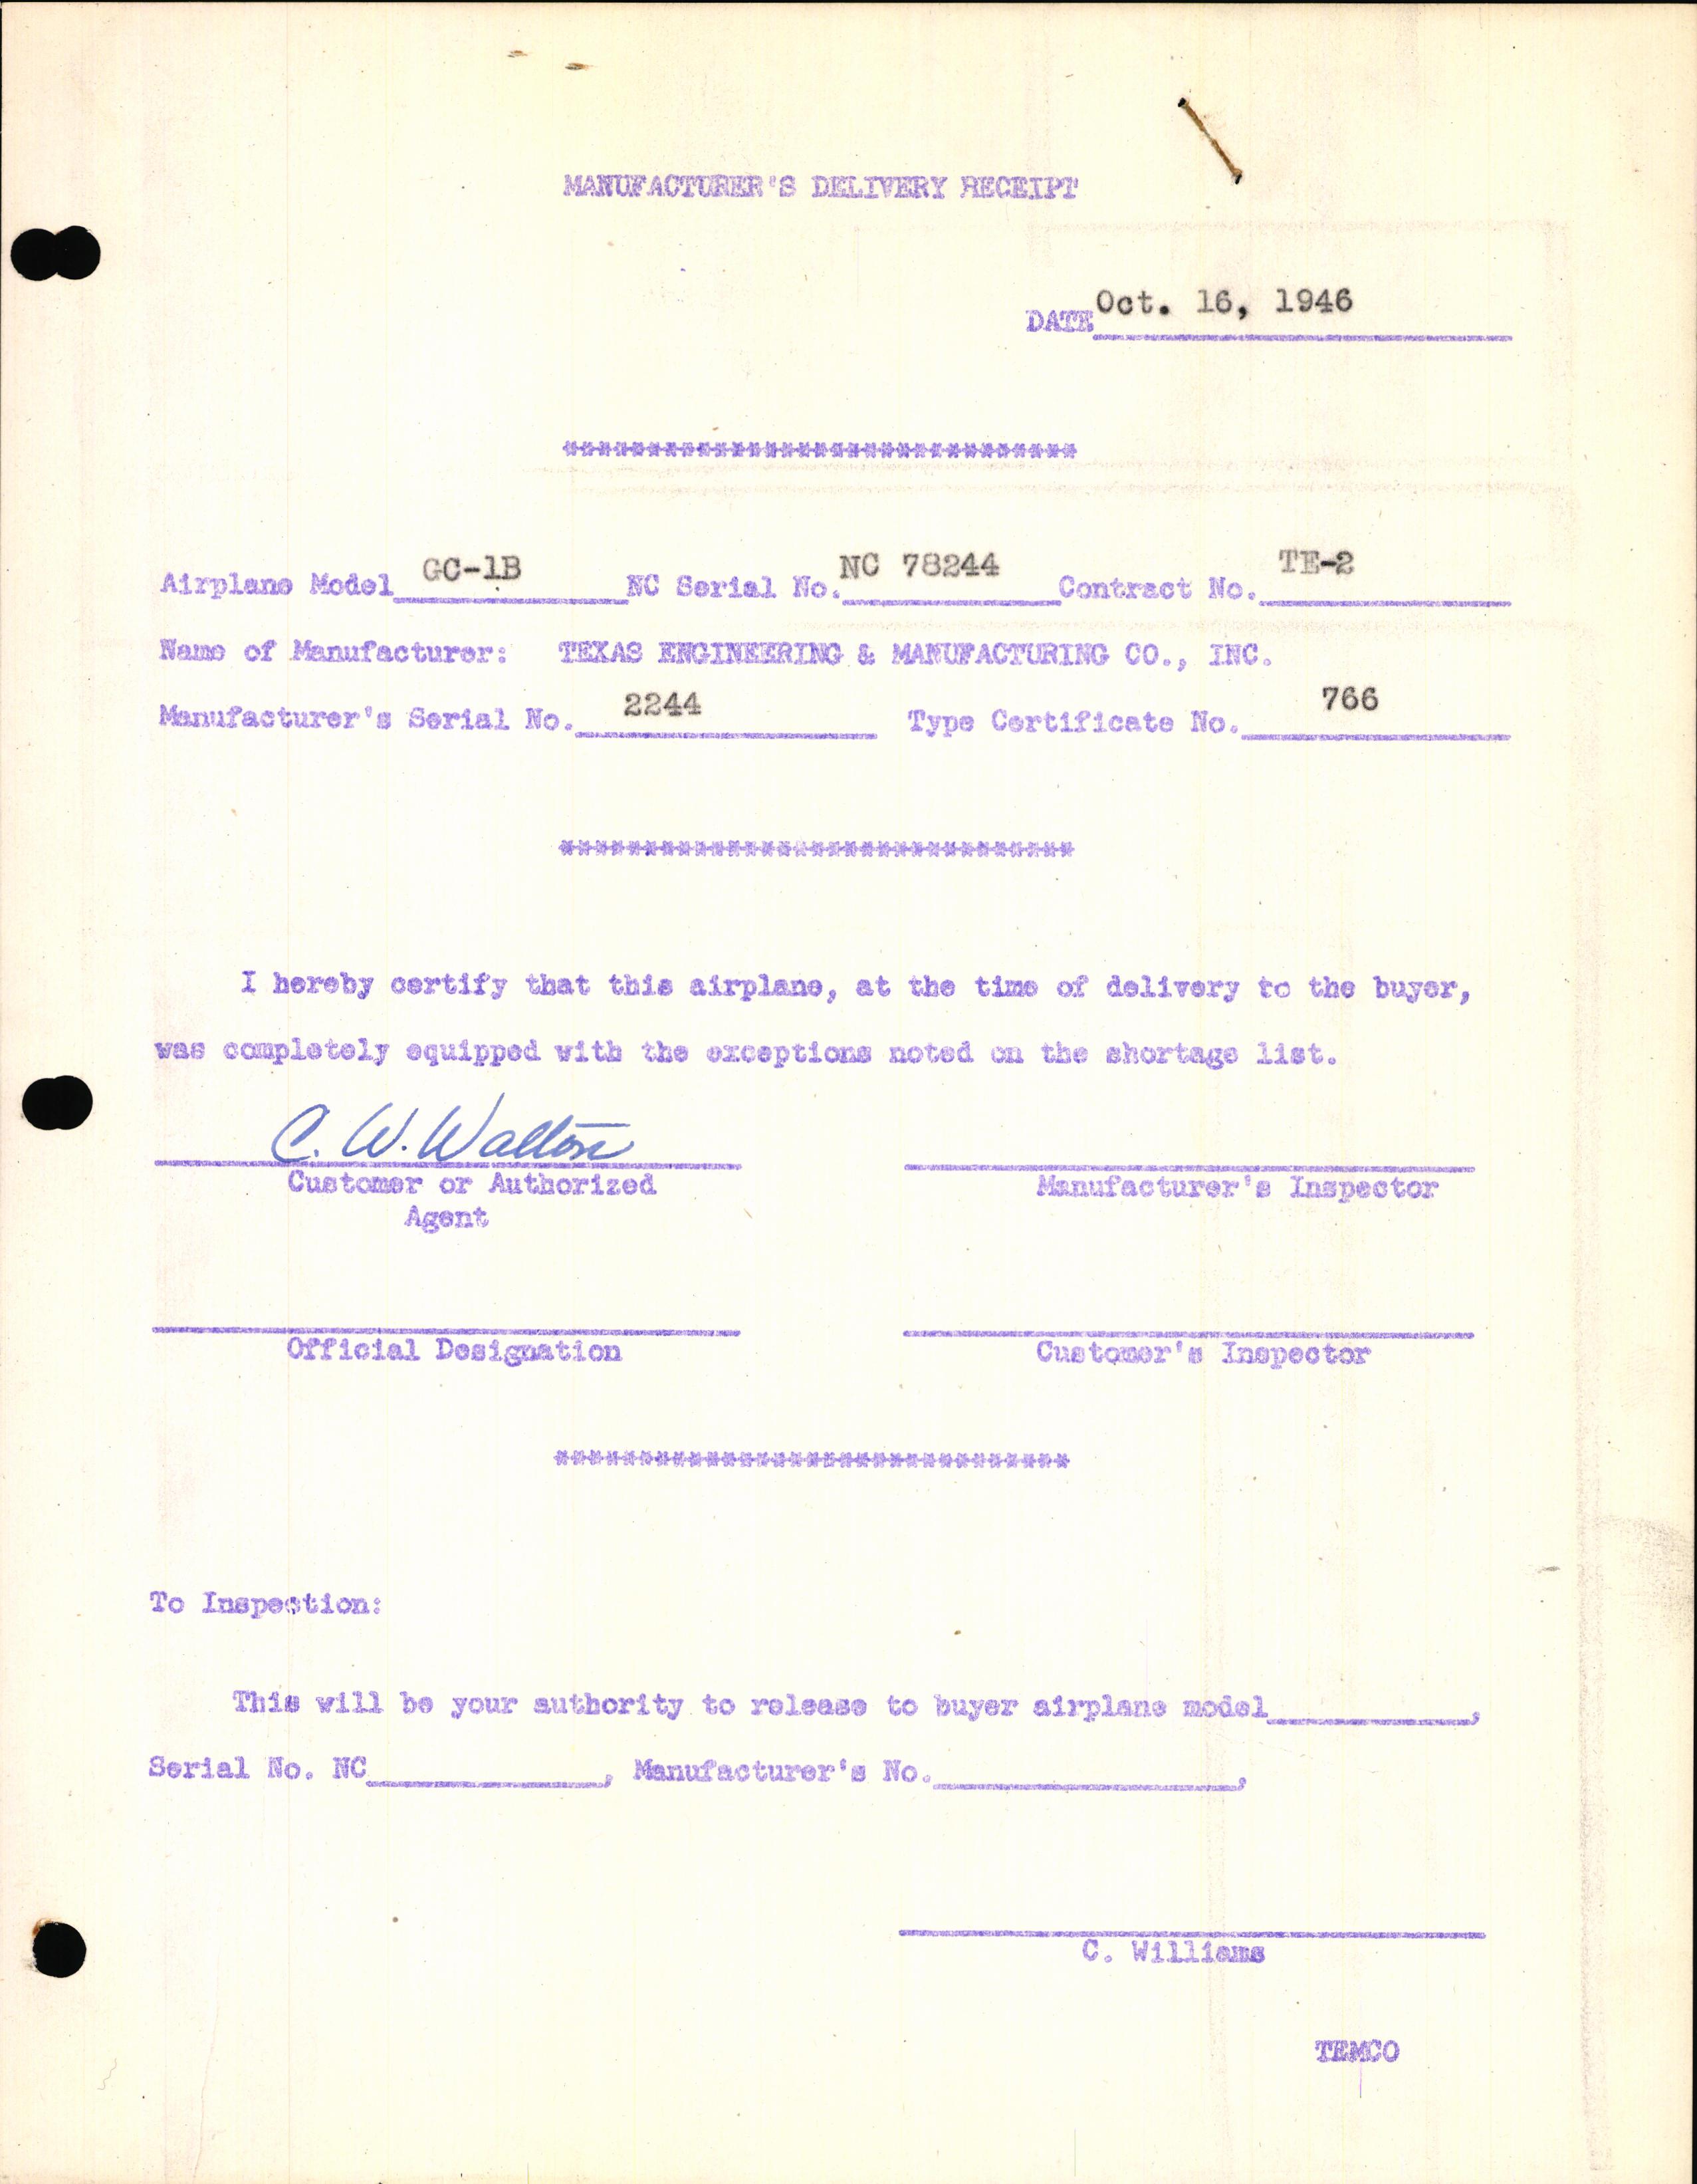 MANUFACTURER'S DELIVERY RECEIPT
DATE Oct. 16, 1946
*******************************
Airplane Model GC-1B NC Serial No. NC 78244 Contract No. TE-2
Name of Manufacturer: TEXAS ENGINEERING & MANUFACTURING CO., INC.
Manufacturer's Serial No. 2244 Type Certificate No. 766
*******************************
I hereby certify that this airplane, at the time of delivery to the buyer,
was completely equipped with the exceptions noted on the shortage list.
C. W. Walton
Customer or Authorized Manufacturer's Inspector
Agent
Official Designation Customer's Inspector
*******************************
To Inspection:
This will be your authority to release to buyer airplane model__________,
Serial No. NC__________, Manufacturer's No.__________,
C. Williams
TEMCO